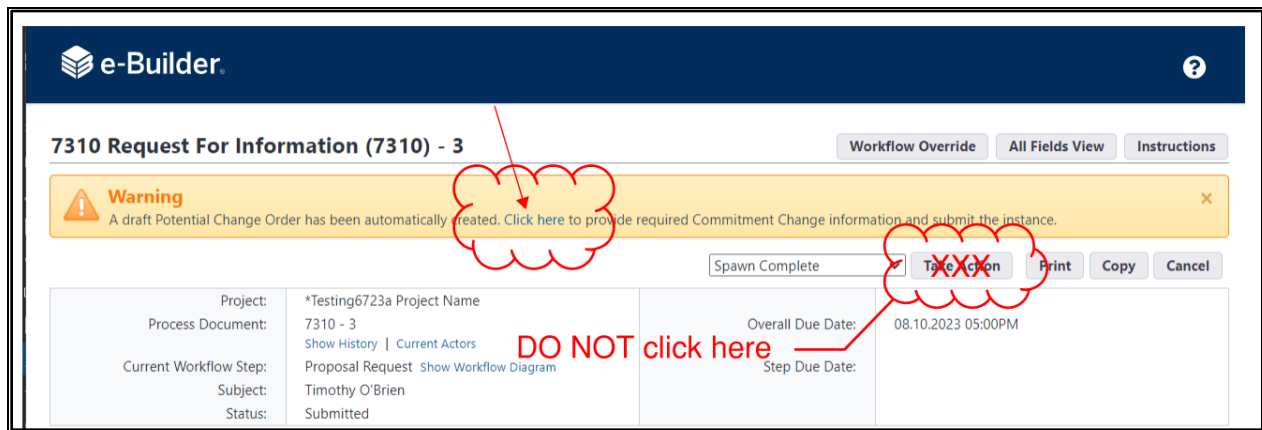 e-Builder®
7310 Request For Information (7310) - 3
Workflow Override
All Fields View
Instructions
Warning
A draft Potential Change Order has been automatically created. Click here to provide required Commitment Change information and submit the instance.
Spawn Complete
Take Action
XXX
Print
Copy
Cancel
Project: *Testing6723a Project Name
Process Document: 7310 - 3
Overall Due Date: 08.10.2023 05:00PM
Show History | Current Actors
DO NOT click here
Current Workflow Step: Proposal Request Show Workflow Diagram
Step Due Date:
Subject: Timothy O'Brien
Status: Submitted